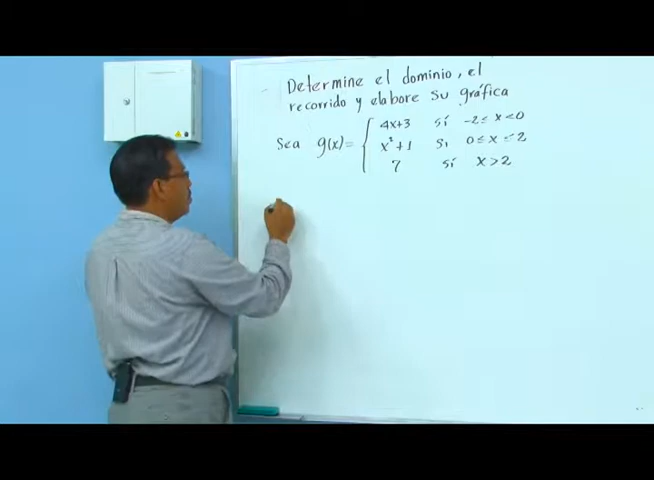 Determine el dominio, el
recorrido y elabore su gráfica
Sea g(x)= { 4x+3 si -2≤ x<0
x²+1 si 0≤x≤2
7 si x>2